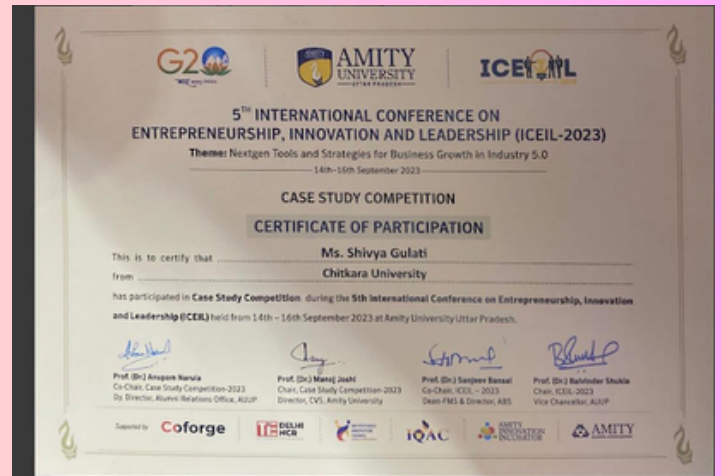 G20
AMITY
UNIVERSITY
UTTAR PRADESH
ICEIL
5TH INTERNATIONAL CONFERENCE ON
ENTREPRENEURSHIP, INNOVATION AND LEADERSHIP (ICEIL-2023)
Theme: Nextgen Tools and Strategies for Business Growth in Industry 5.0
14th-16th September 2023
CASE STUDY COMPETITION
CERTIFICATE OF PARTICIPATION
This is to certify that Ms. Shivya Gulati
from Chitkara University
has participated in Case Study Competition during the 5th International Conference on Entrepreneurship, Innovation
and Leadership (ICEIL) held from 14th - 16th September 2023 at Amity University Uttar Pradesh.
Prof. (Dr.) Anupam Narula
Co-Chair, Case Study Competition-2023
Dy. Director, Alumni Relations Office, AUUP
Prof. (Dr.) Manoj Joshi
Chair, Case Study Competition-2023
Director, CVS, Amity University
Prof. (Dr.) Sanjeev Bansal
Co-Chair, ICEIL - 2023
Dean FMS & Director, ABS
Prof. (Dr.) Balvinder Shukla
Chair, ICEIL-2023
Vice Chancellor, AUUP
Supported by Coforge
TiE DELHI
NCR
IQAC
AMITY
INNOVATION
INCUBATOR
AMITY